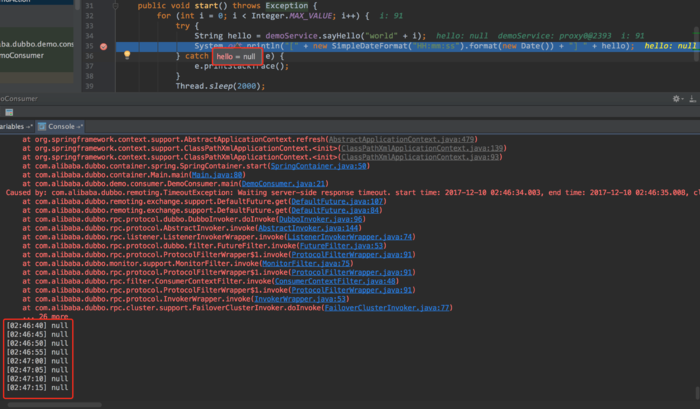 31 public void start() throws Exception {
32 for (int i = 0; i < Integer.MAX_VALUE; i++) { i: 91
33 try {
34 String hello = demoService.sayHello("world" + i); hello: null demoService: proxy0@2393 i: 91
35 System.out.println("[" + new SimpleDateFormat("HH:mm:ss").format(new Date()) + "] " + hello); hello: null
36 } catch e) {
hello = null
37 e.printStackTrace();
38 }
39 Thread.sleep(2000);
baba.dubbo.demo.cons
moConsumer
oConsumer
ariables Console
at org.springframework.context.support.AbstractApplicationContext.refresh(AbstractApplicationContext.java:479)
at org.springframework.context.support.ClassPathXmlApplicationContext.<init>(ClassPathXmlApplicationContext.java:139)
at org.springframework.context.support.ClassPathXmlApplicationContext.<init>(ClassPathXmlApplicationContext.java:93)
at com.alibaba.dubbo.container.spring.SpringContainer.start(SpringContainer.java:50)
at com.alibaba.dubbo.container.Main.main(Main.java:80)
at com.alibaba.dubbo.demo.consumer.DemoConsumer.main(DemoConsumer.java:21)
Caused by: com.alibaba.dubbo.remoting.TimeoutException: Waiting server-side response timeout. start time: 2017-12-10 02:46:34.003, end time: 2017-12-10 02:46:35.008, cl
at com.alibaba.dubbo.remoting.exchange.support.DefaultFuture.get(DefaultFuture.java:107)
at com.alibaba.dubbo.remoting.exchange.support.DefaultFuture.get(DefaultFuture.java:84)
at com.alibaba.dubbo.rpc.protocol.dubbo.DubboInvoker.doInvoke(DubboInvoker.java:96)
at com.alibaba.dubbo.rpc.protocol.AbstractInvoker.invoke(AbstractInvoker.java:144)
at com.alibaba.dubbo.rpc.listener.ListenerInvokerWrapper.invoke(ListenerInvokerWrapper.java:74)
at com.alibaba.dubbo.rpc.protocol.dubbo.filter.FutureFilter.invoke(FutureFilter.java:53)
at com.alibaba.dubbo.rpc.protocol.ProtocolFilterWrapper$1.invoke(ProtocolFilterWrapper.java:91)
at com.alibaba.dubbo.monitor.support.MonitorFilter.invoke(MonitorFilter.java:75)
at com.alibaba.dubbo.rpc.protocol.ProtocolFilterWrapper$1.invoke(ProtocolFilterWrapper.java:91)
at com.alibaba.dubbo.rpc.filter.ConsumerContextFilter.invoke(ConsumerContextFilter.java:48)
at com.alibaba.dubbo.rpc.protocol.ProtocolFilterWrapper$1.invoke(ProtocolFilterWrapper.java:91)
at com.alibaba.dubbo.rpc.protocol.InvokerWrapper.invoke(InvokerWrapper.java:53)
at com.alibaba.dubbo.rpc.cluster.support.FailoverClusterInvoker.doInvoke(FailoverClusterInvoker.java:77)
... 26 more
[02:46:40] null
[02:46:45] null
[02:46:50] null
[02:46:55] null
[02:47:00] null
[02:47:05] null
[02:47:10] null
[02:47:15] null